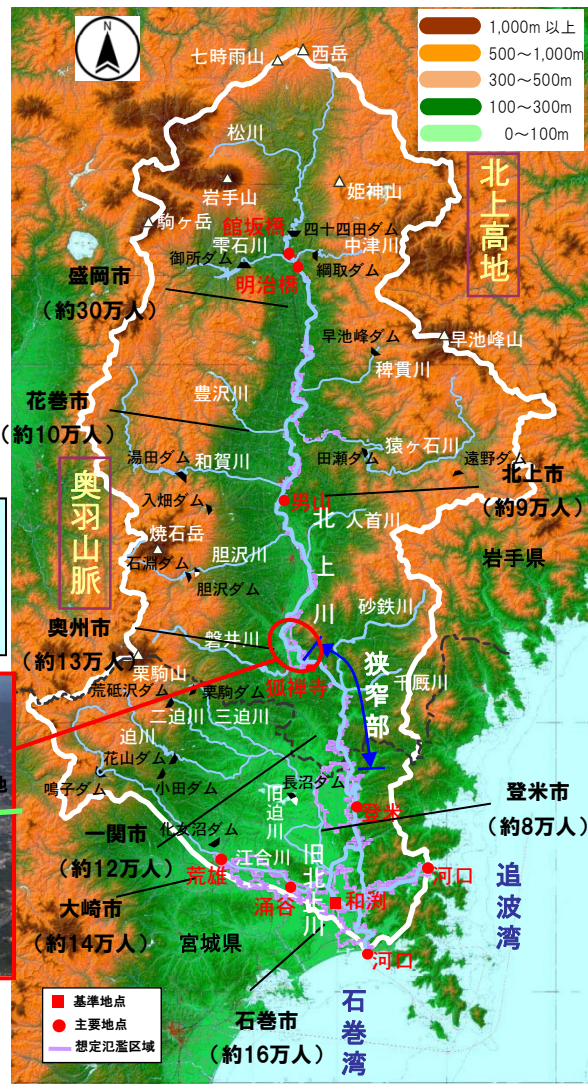 N
1,000m 以上
500～1,000m
300～500m
100～300m
0～100m
七時雨山
西岳
松川
岩手山
姫神山
北上高地
駒ヶ岳
館坂橋
四十四田ダム
雫石川
中津川
御所ダム
綱取ダム
明治橋
盛岡市
（約30万人）
早池峰ダム
早池峰山
稗貫川
豊沢川
花巻市
（約10万人）
猿ヶ石川
湯田ダム
和賀川
田瀬ダム
遠野ダム
北上市
（約9万人）
奥羽山脈
入畑ダム
男山
北上川
人首川
焼石岳
岩手県
石淵ダム
胆沢川
胆沢ダム
砂鉄川
奥州市
（約13万人）
磐井川
狭窄部
栗駒山
狐禅寺
千厩川
荒砥沢ダム
栗駒ダム
二迫川
三迫川
迫川
花山ダム
地
鳴子ダム
小田ダム
長沼ダム
旧迫川
登米市
（約8万人）
登米
一関市
（約12万人）
化女沼ダム
江合川
旧北上川
荒雄
河口
追波湾
大崎市
（約14万人）
涌谷
和渕
宮城県
河口
石巻湾
石巻市
（約16万人）
基準地点
主要地点
想定氾濫区域